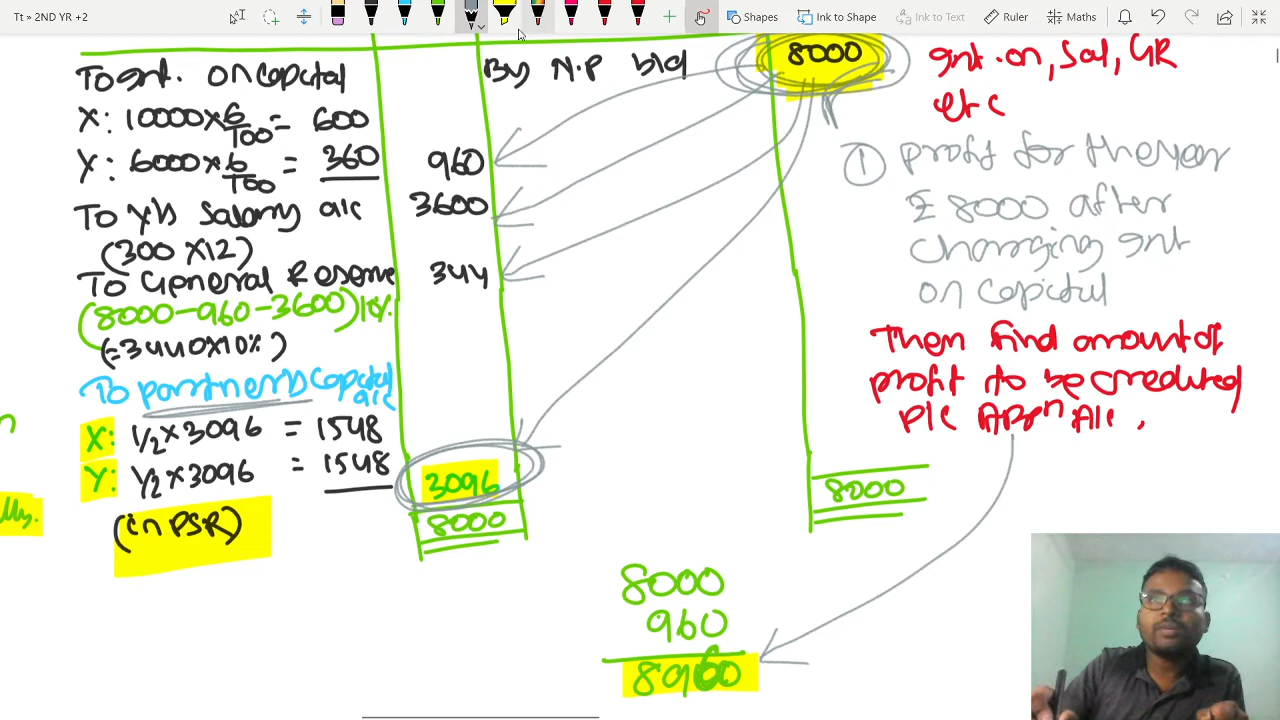 Tt > 2ND YR +2
Shapes
Ink to Shape
Ink to Text
Ruler
Maths
To Int. on capital
By N.P b/d
8000
X: 10000×6/100= 600
Y: 6000×6/100 = 360
960
To Y's Salary a/c
3600
(300 ×12)
To General Reserve
344
(8000-960-3600)10%
(=3440×10%)
To partner's Capital
a/c
X: 1/2×3096 = 1548
Y: 1/2×3096 = 1548
3096
8000
8000
(in PSR)
Int. on, Sal, GR
etc
① profit for the year
₹ 8000 after
charging Int
on capital
Then find amount of
profit to be credited
P/L APPn A/c,
8000
960
8960